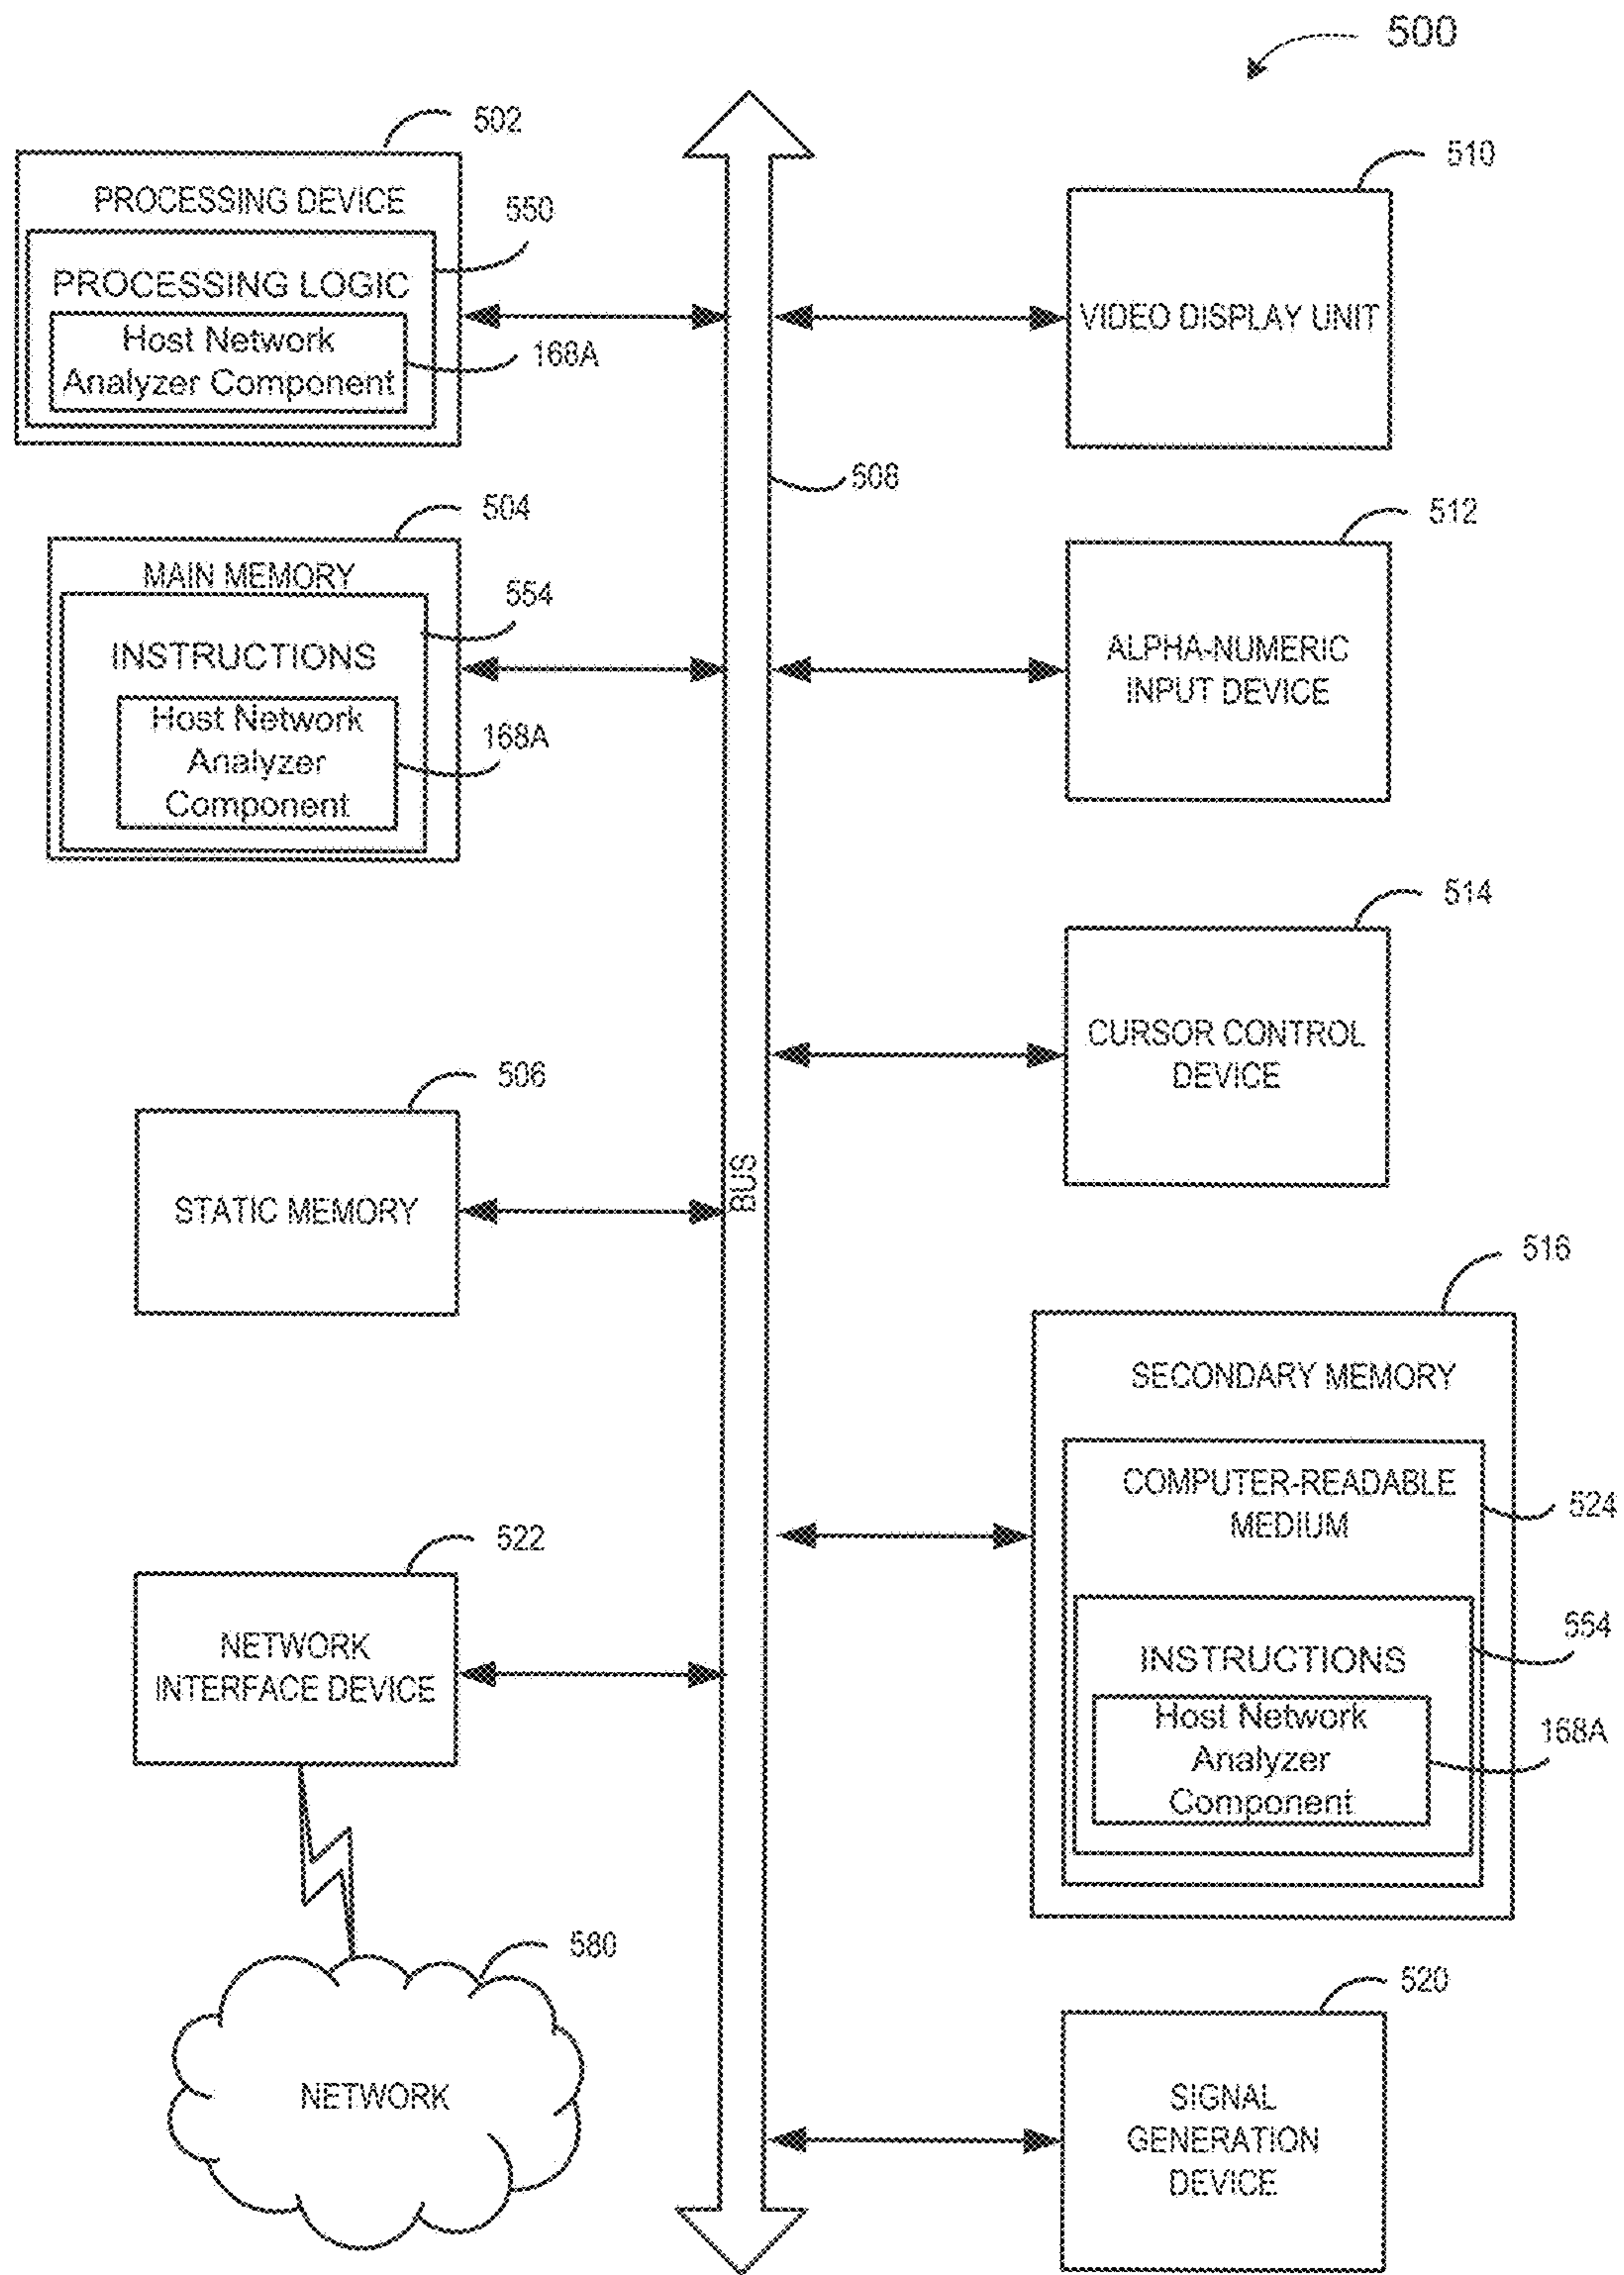 500
502
PROCESSING DEVICE
550
PROCESSING LOGIC
Host Network
Analyzer Component
168A
504
MAIN MEMORY
554
INSTRUCTIONS
Host Network
Analyzer
Component
168A
506
STATIC MEMORY
522
NETWORK
INTERFACE DEVICE
580
NETWORK
508
BUS
510
VIDEO DISPLAY UNIT
512
ALPHA-NUMERIC
INPUT DEVICE
514
CURSOR CONTROL
DEVICE
516
SECONDARY MEMORY
COMPUTER-READABLE
MEDIUM
524
554
INSTRUCTIONS
Host Network
Analyzer
Component
168A
520
SIGNAL
GENERATION
DEVICE